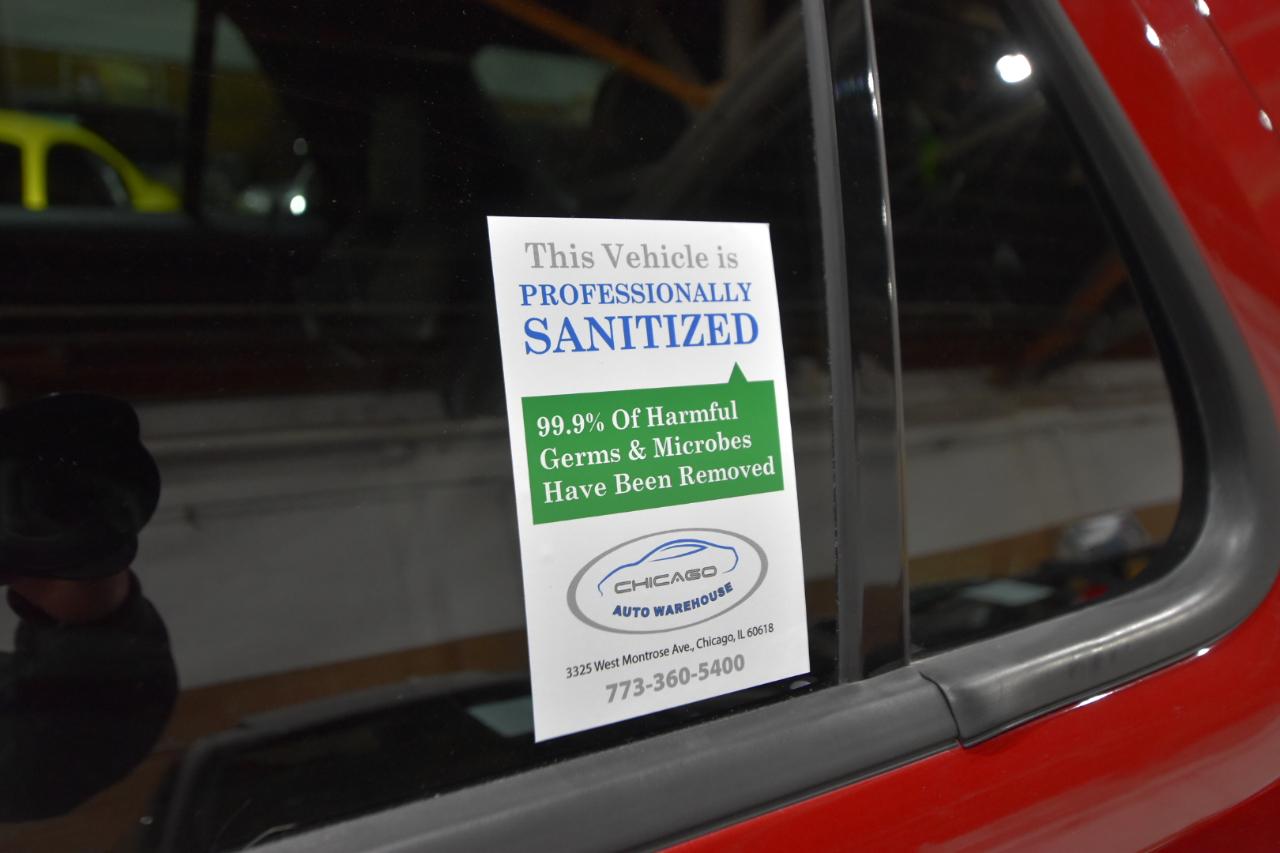 This Vehicle is
PROFESSIONALLY
SANITIZED
99.9% Of Harmful
Germs & Microbes
Have Been Removed
CHICAGO
AUTO WAREHOUSE
3325 West Montrose Ave., Chicago, IL 60618
773-360-5400